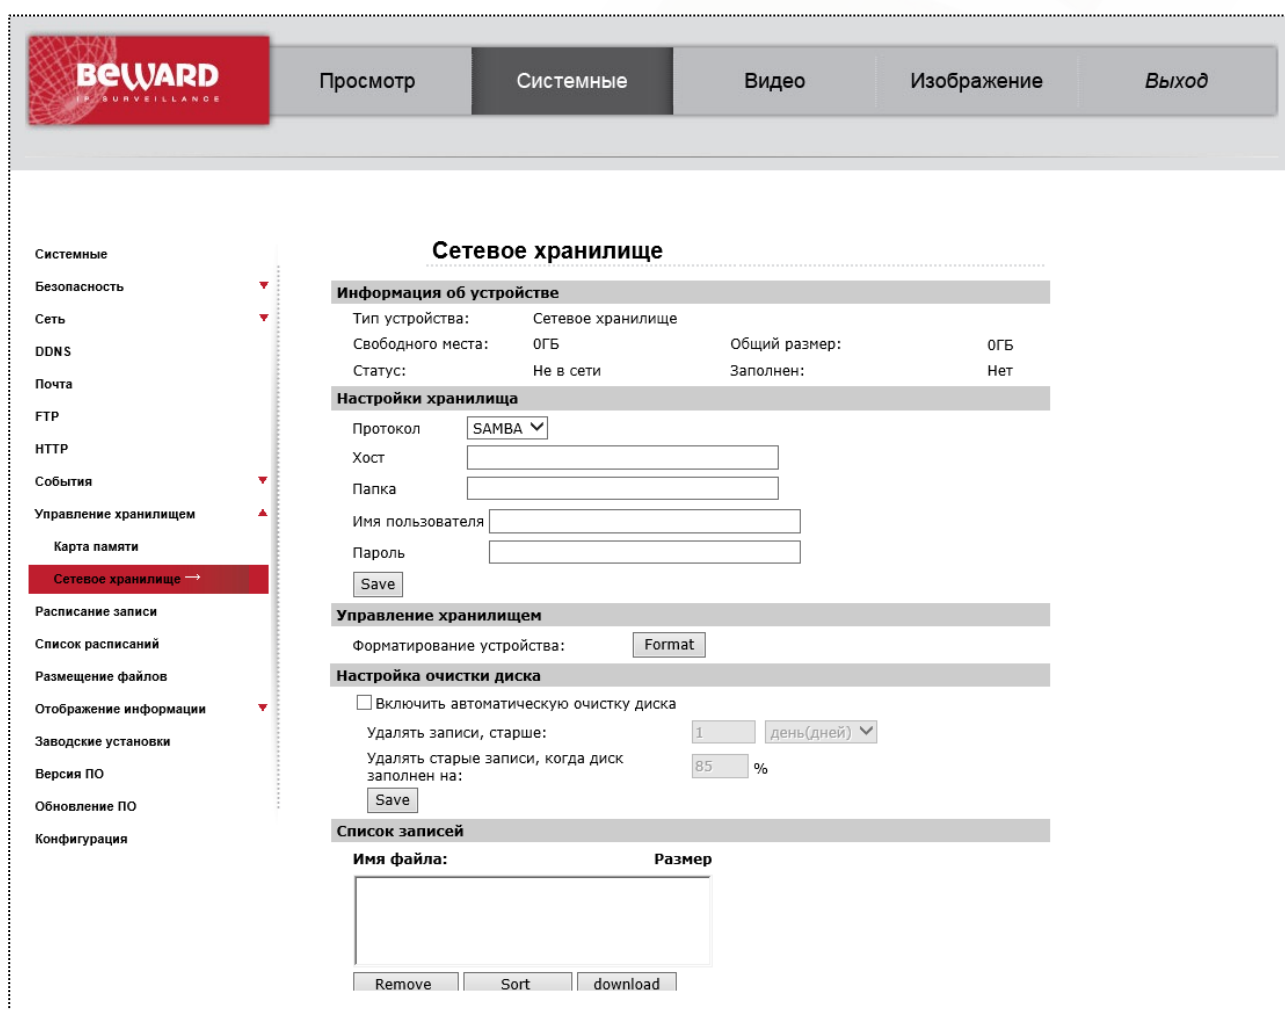 BEWARD
IP SURVEILLANCE
Просмотр
Системные
Видео
Изображение
Выход
Системные
Безопасность
Сеть
DDNS
Почта
FTP
HTTP
События
Управление хранилищем
Карта памяти
Сетевое хранилище →
Расписание записи
Список расписаний
Размещение файлов
Отображение информации
Заводские установки
Версия ПО
Обновление ПО
Конфигурация
Сетевое хранилище
Информация об устройстве
Тип устройства: Сетевое хранилище
Свободного места: 0ГБ Общий размер: 0ГБ
Статус: Не в сети Заполнен: Нет
Настройки хранилища
Протокол SAMBA
Хост
Папка
Имя пользователя
Пароль
Save
Управление хранилищем
Форматирование устройства: Format
Настройка очистки диска
Включить автоматическую очистку диска
Удалять записи, старше: 1 день(дней)
Удалять старые записи, когда диск
заполнен на: 85 %
Save
Список записей
Имя файла: Размер
Remove Sort download